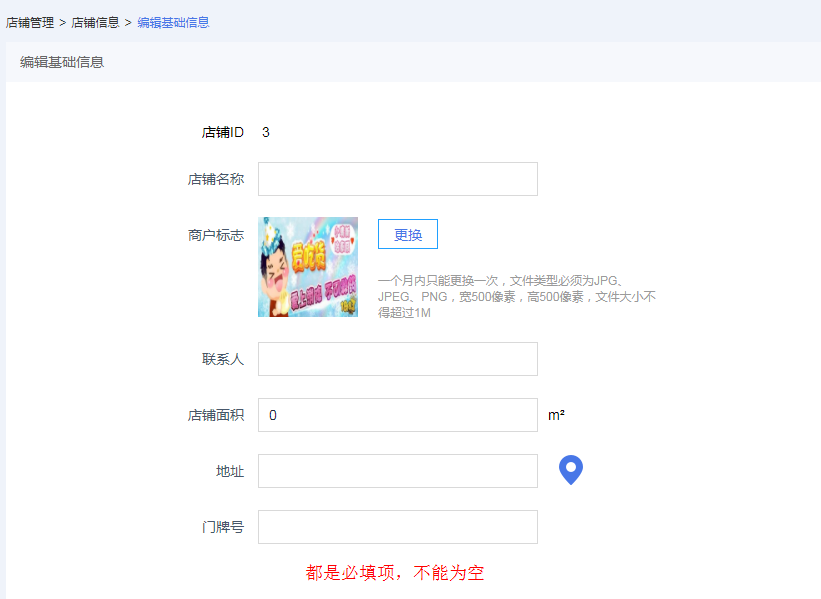 店铺管理 > 店铺信息 > 编辑基础信息
编辑基础信息
店铺ID 3
店铺名称
商户标志
爱吃货
更换
一个月内只能更换一次，文件类型必须为JPG、
JPEG、PNG，宽500像素，高500像素，文件大小不
得超过1M
联系人
店铺面积 0 m²
地址
门牌号
都是必填项，不能为空